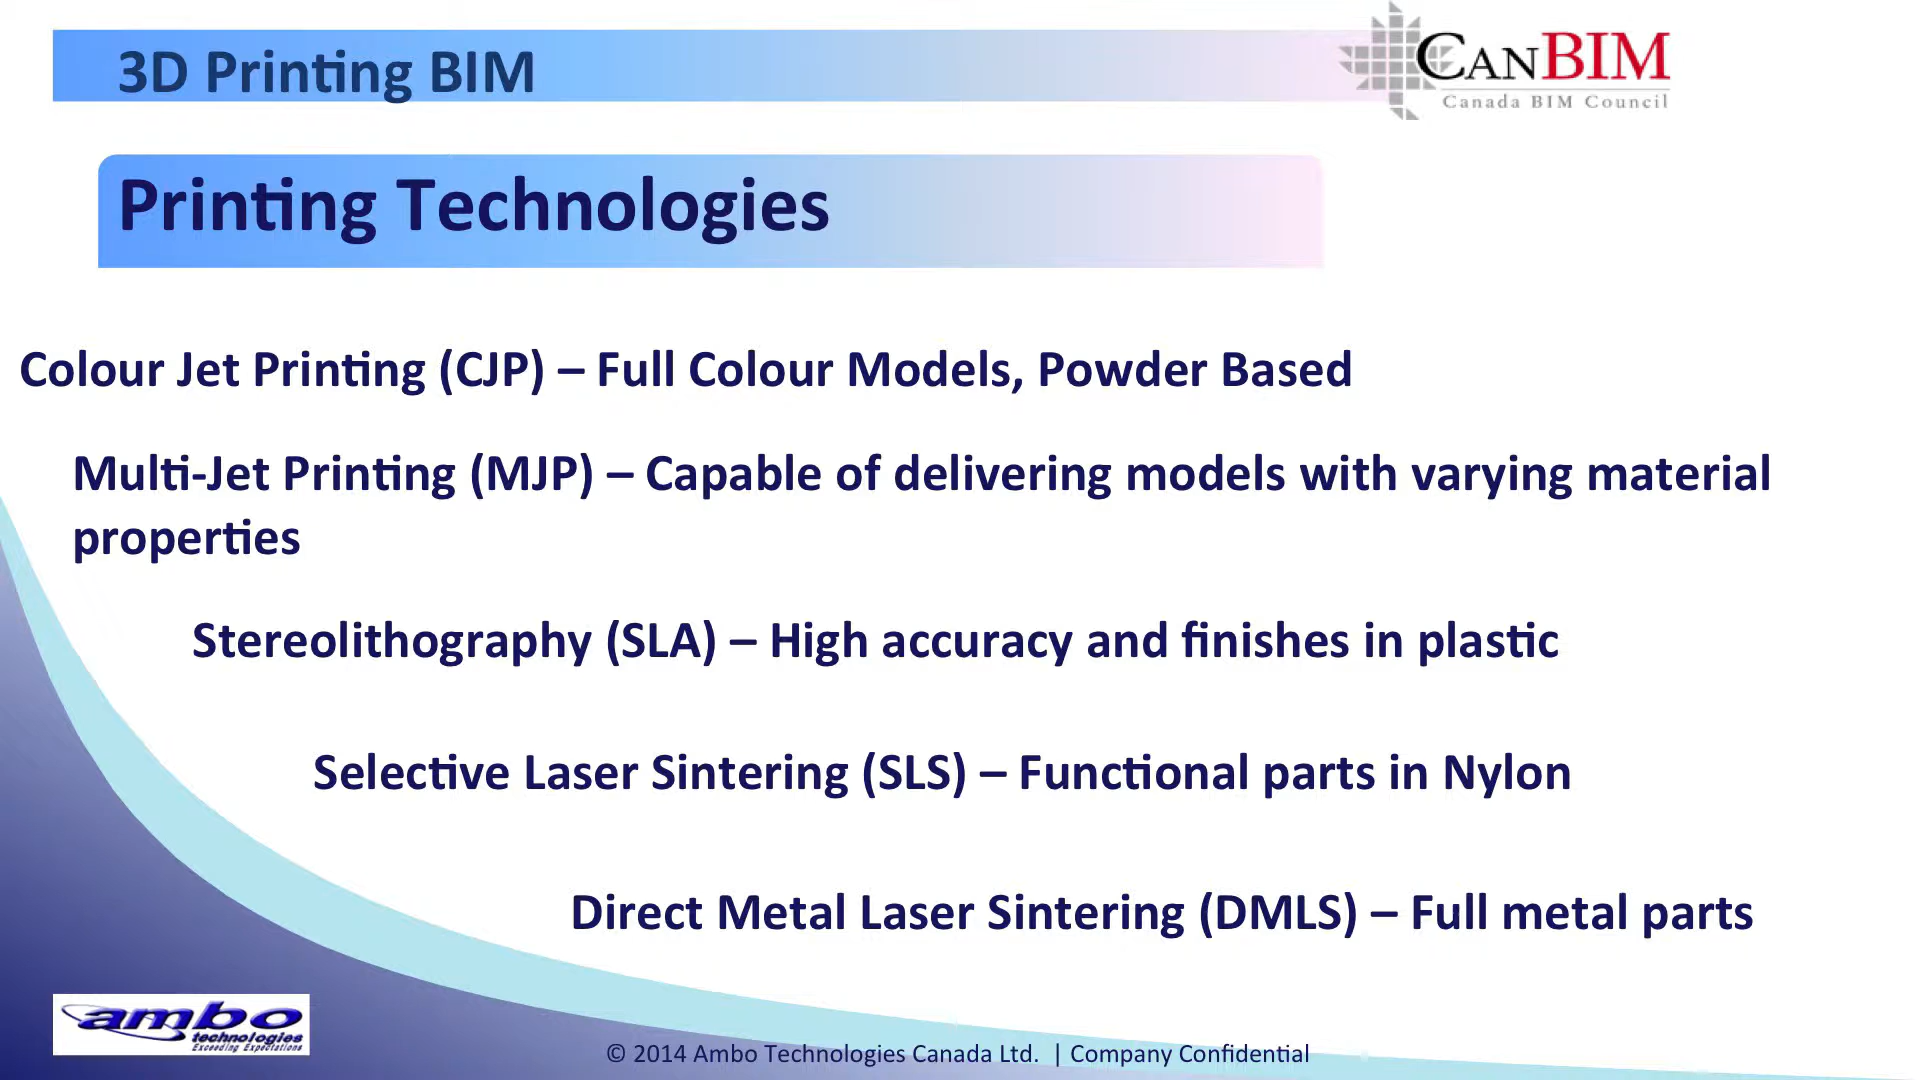 3D Printing BIM
CANBIM
Canada BIM Council
Printing Technologies
Colour Jet Printing (CJP) – Full Colour Models, Powder Based
Multi-Jet Printing (MJP) – Capable of delivering models with varying material
properties
Stereolithography (SLA) – High accuracy and finishes in plastic
Selective Laser Sintering (SLS) – Functional parts in Nylon
Direct Metal Laser Sintering (DMLS) – Full metal parts
ambo
technologies
Exceeding Expectations
© 2014 Ambo Technologies Canada Ltd. | Company Confidential